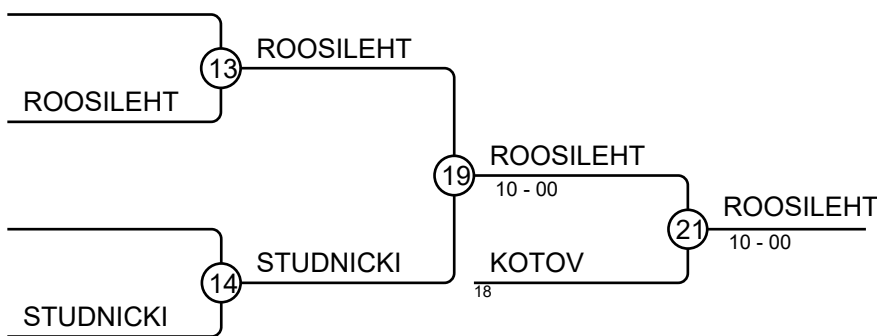 ROOSILEHT
13
ROOSILEHT
19
ROOSILEHT
10 - 00
21
ROOSILEHT
10 - 00
14
STUDNICKI
KOTOV
18
STUDNICKI